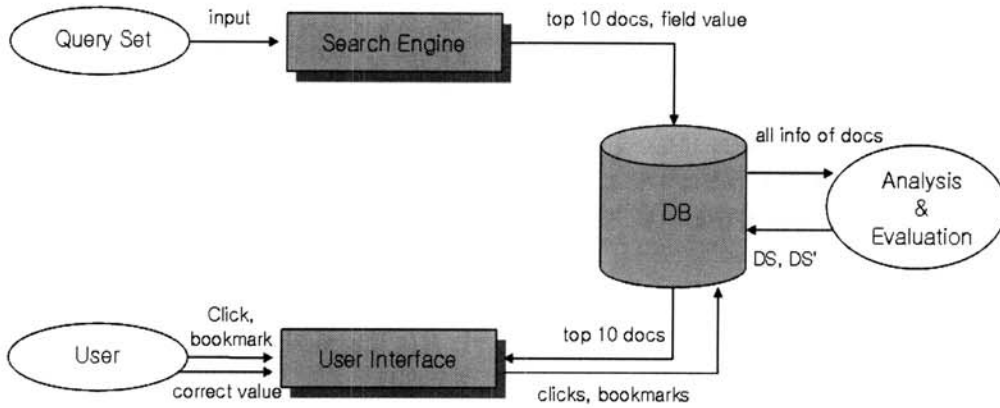 top 10 docs, field value
input
Query Set
Search Engine
all info of docs
Analysis
&
Evaluation
DB
DS, DS'
Click,
bookmark
top 10 docs
User
User Interface
correct value
clicks, bookmarks